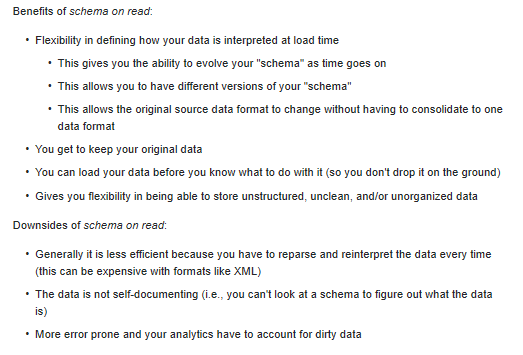 Benefits of schema on read:
• Flexibility in defining how your data is interpreted at load time
• This gives you the ability to evolve your "schema" as time goes on
• This allows you to have different versions of your "schema"
• This allows the original source data format to change without having to consolidate to one
data format
• You get to keep your original data
• You can load your data before you know what to do with it (so you don't drop it on the ground)
• Gives you flexibility in being able to store unstructured, unclean, and/or unorganized data
Downsides of schema on read:
• Generally it is less efficient because you have to reparse and reinterpret the data every time
(this can be expensive with formats like XML)
• The data is not self-documenting (i.e., you can't look at a schema to figure out what the data
is)
• More error prone and your analytics have to account for dirty data